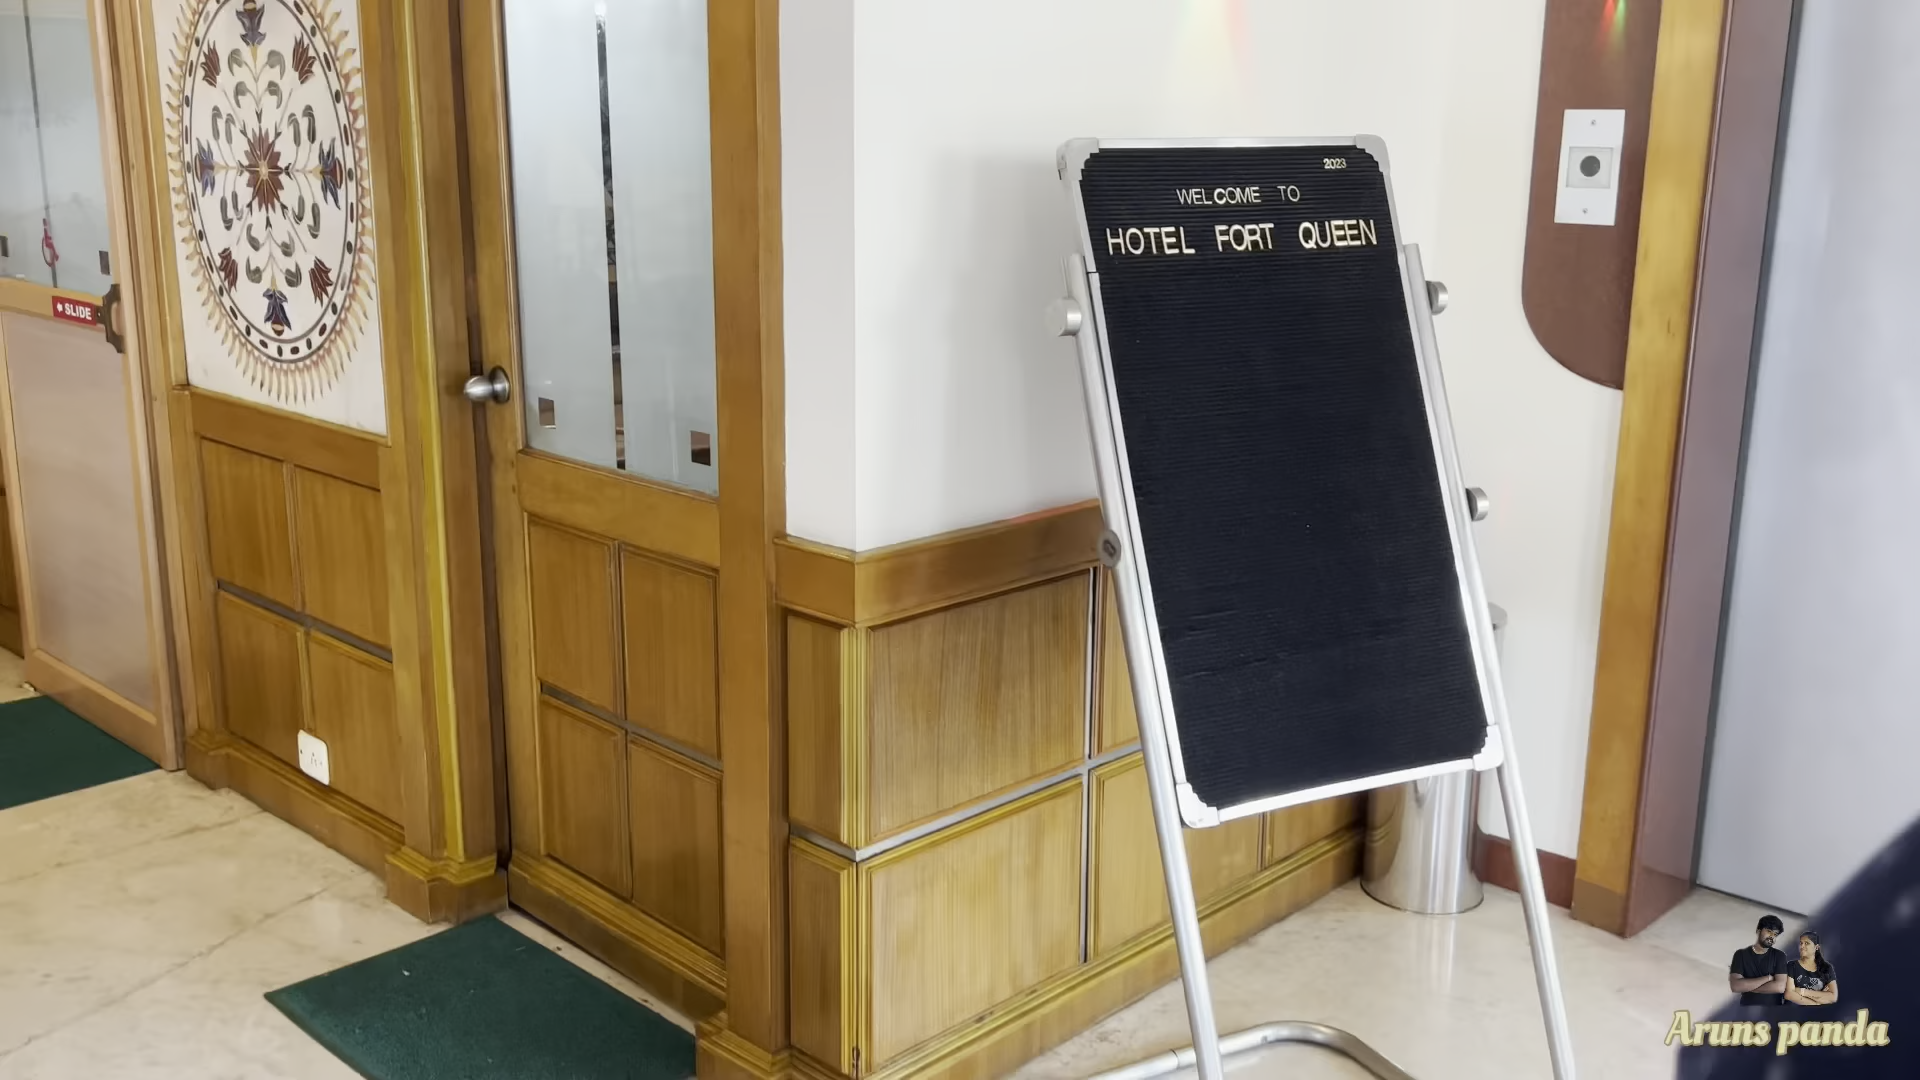 SLIDE
2023
WELCOME TO
HOTEL FORT QUEEN
Aruns panda